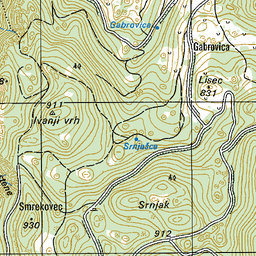 Gabrovica
Gabrovica
Lisec
831
911
Ivanji vrh
Srnjašca
Smrekovec
930
Srnjak
912